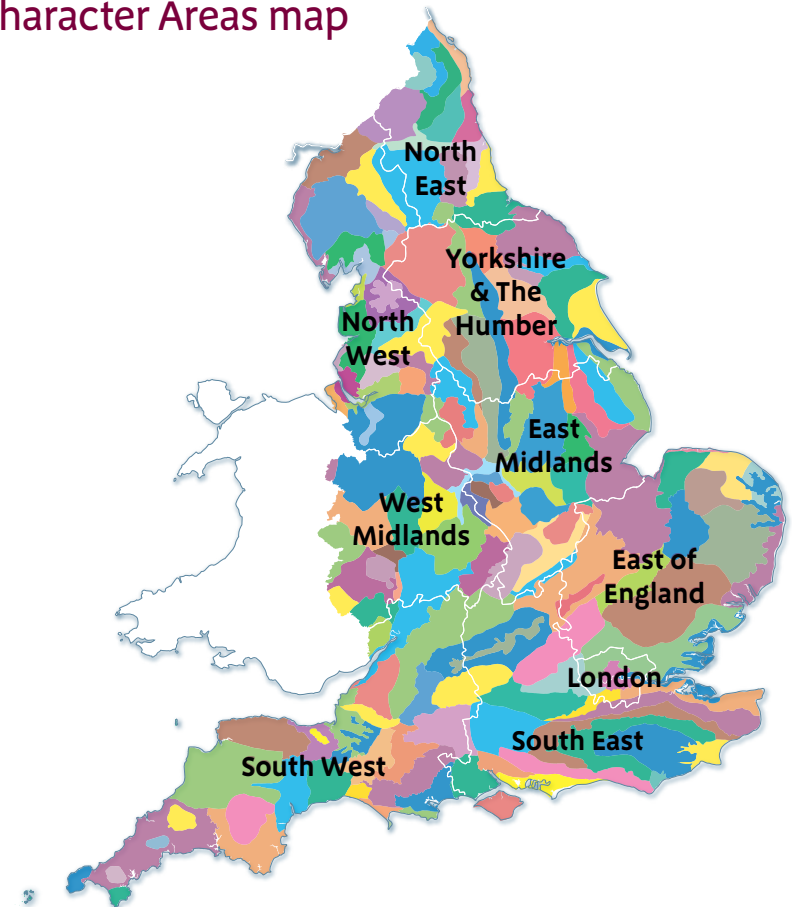 haracter Areas map
North
East
Yorkshire
& The
Humber
North
West
East
Midlands
West
Midlands
East of
England
London
South East
South West